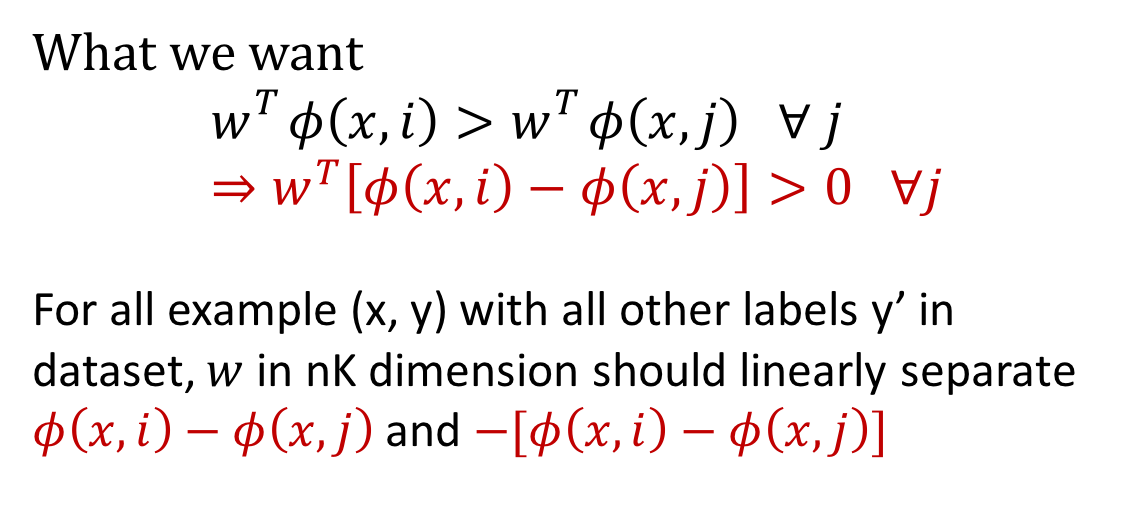 What we want
w^T ϕ(x, i) > w^T ϕ(x, j) ∀ j
⇒ w^T[ϕ(x, i) − ϕ(x, j)] > 0 ∀j
For all example (x, y) with all other labels y’ in
dataset, w in nK dimension should linearly separate
ϕ(x, i) − ϕ(x, j) and −[ϕ(x, i) − ϕ(x, j)]